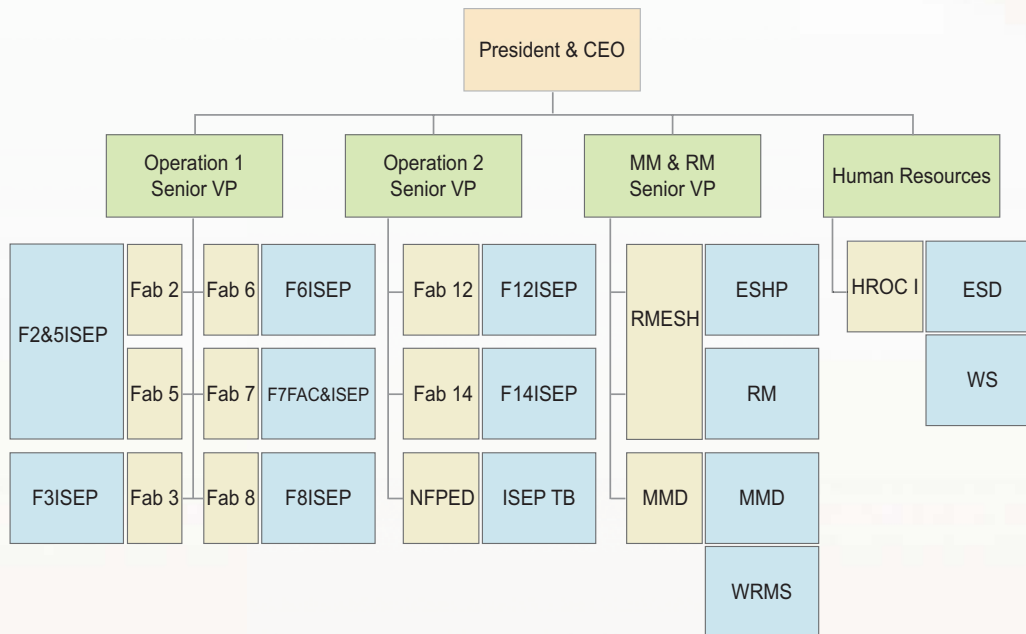 President & CEO
Operation 1
Senior VP
Operation 2
Senior VP
MM & RM
Senior VP
Human Resources
F2&5ISEP
Fab 2
Fab 6
F6ISEP
Fab 5
Fab 7
F7FAC&ISEP
F3ISEP
Fab 3
Fab 8
F8ISEP
Fab 12
F12ISEP
Fab 14
F14ISEP
NFPED
ISEP TB
RMESH
ESHP
RM
MMD
MMD
WRMS
HROC I
ESD
WS